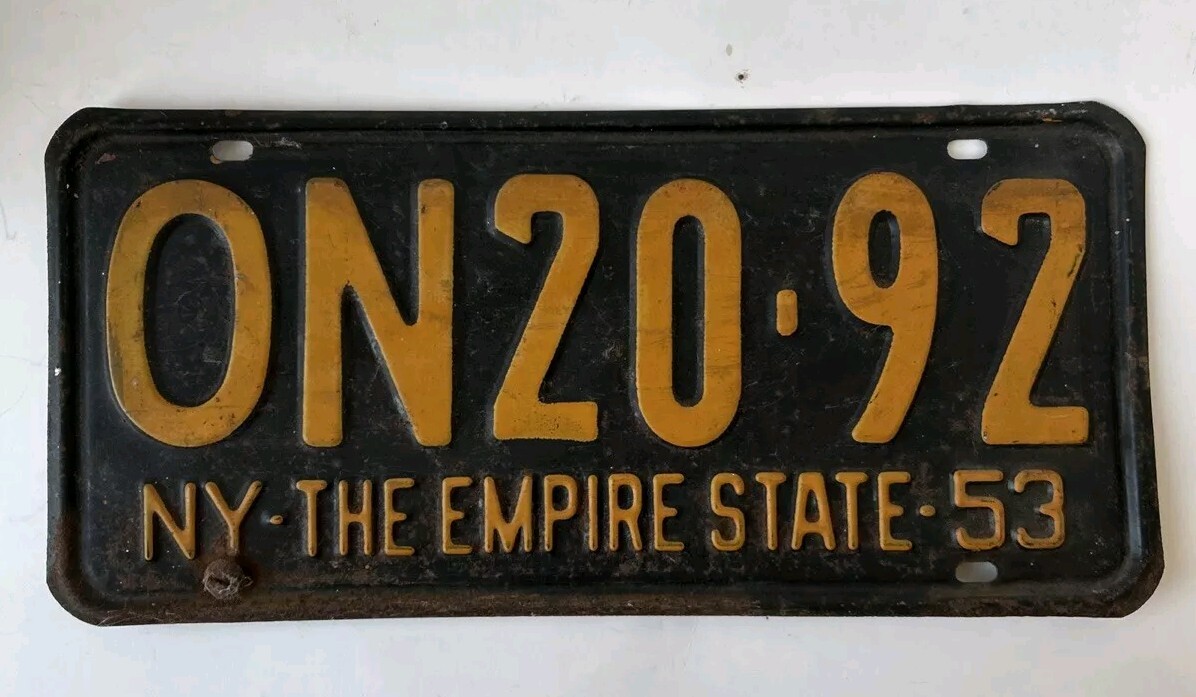 ON20·92
NY·THE EMPIRE STATE·53